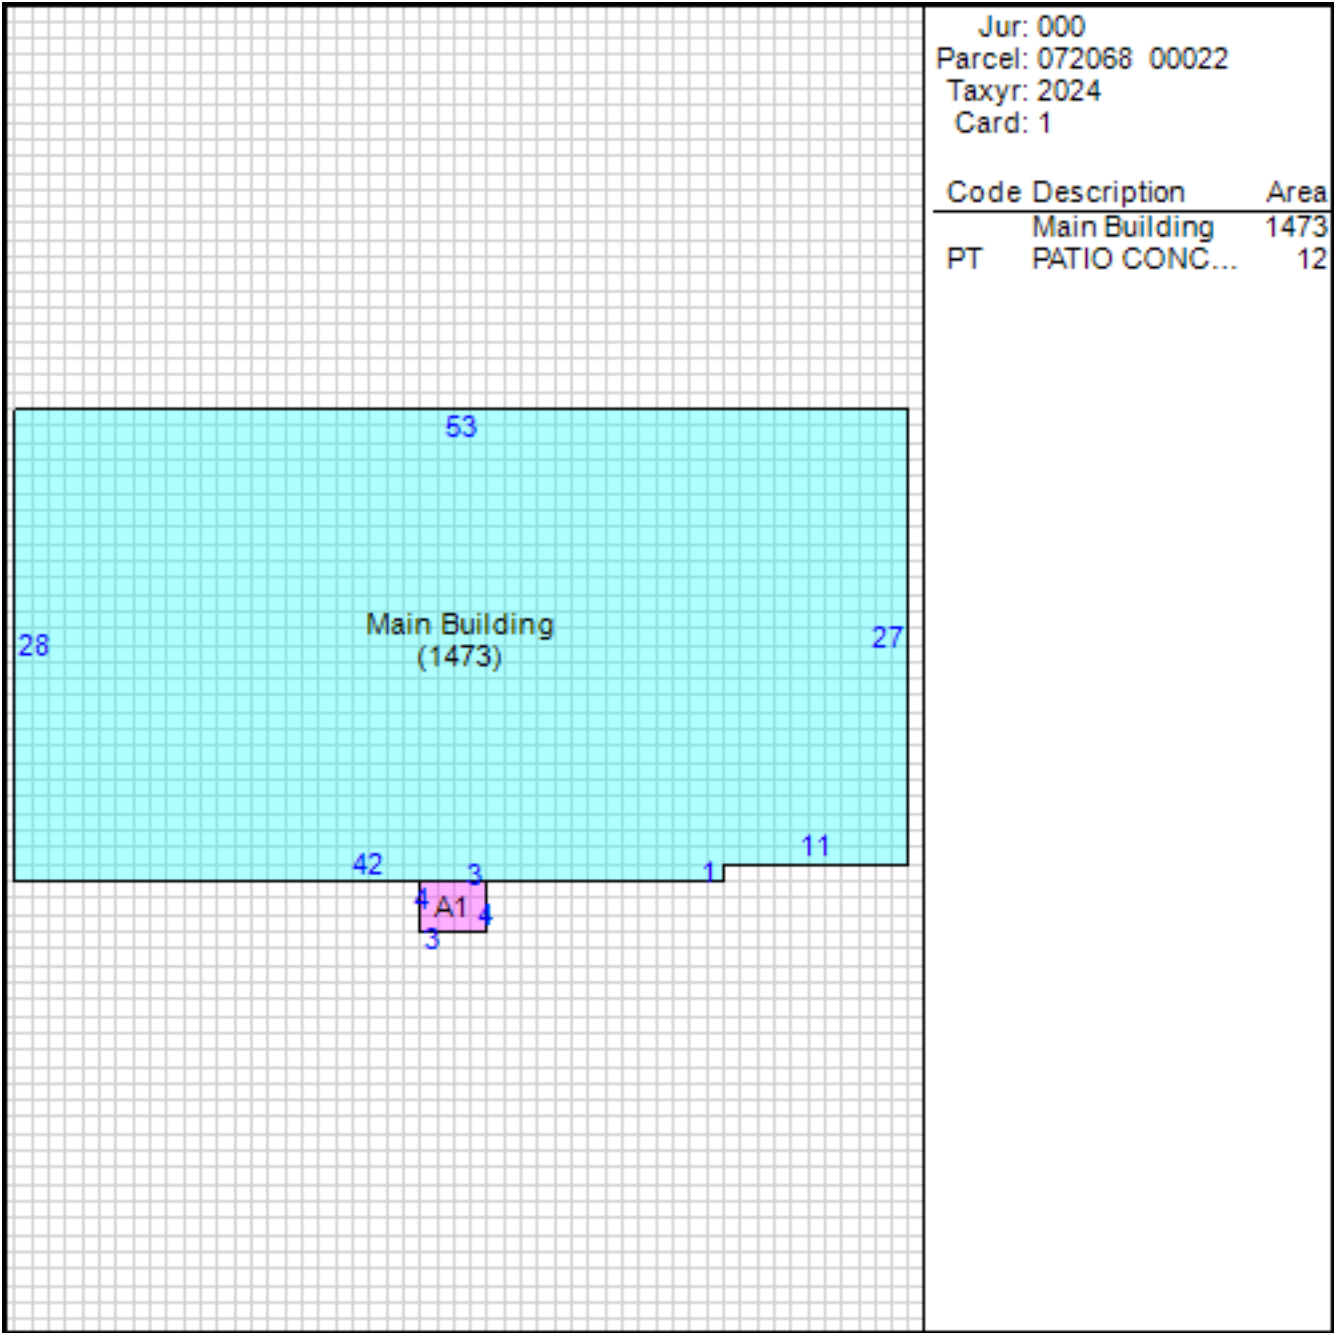 Jur: 000
Parcel: 072068 00022
Taxyr: 2024
Card: 1
Code Description Area
Main Building 1473
PT PATIO CONC... 12
53
Main Building
(1473)
28
27
11
42
3
1
4
A1
4
3